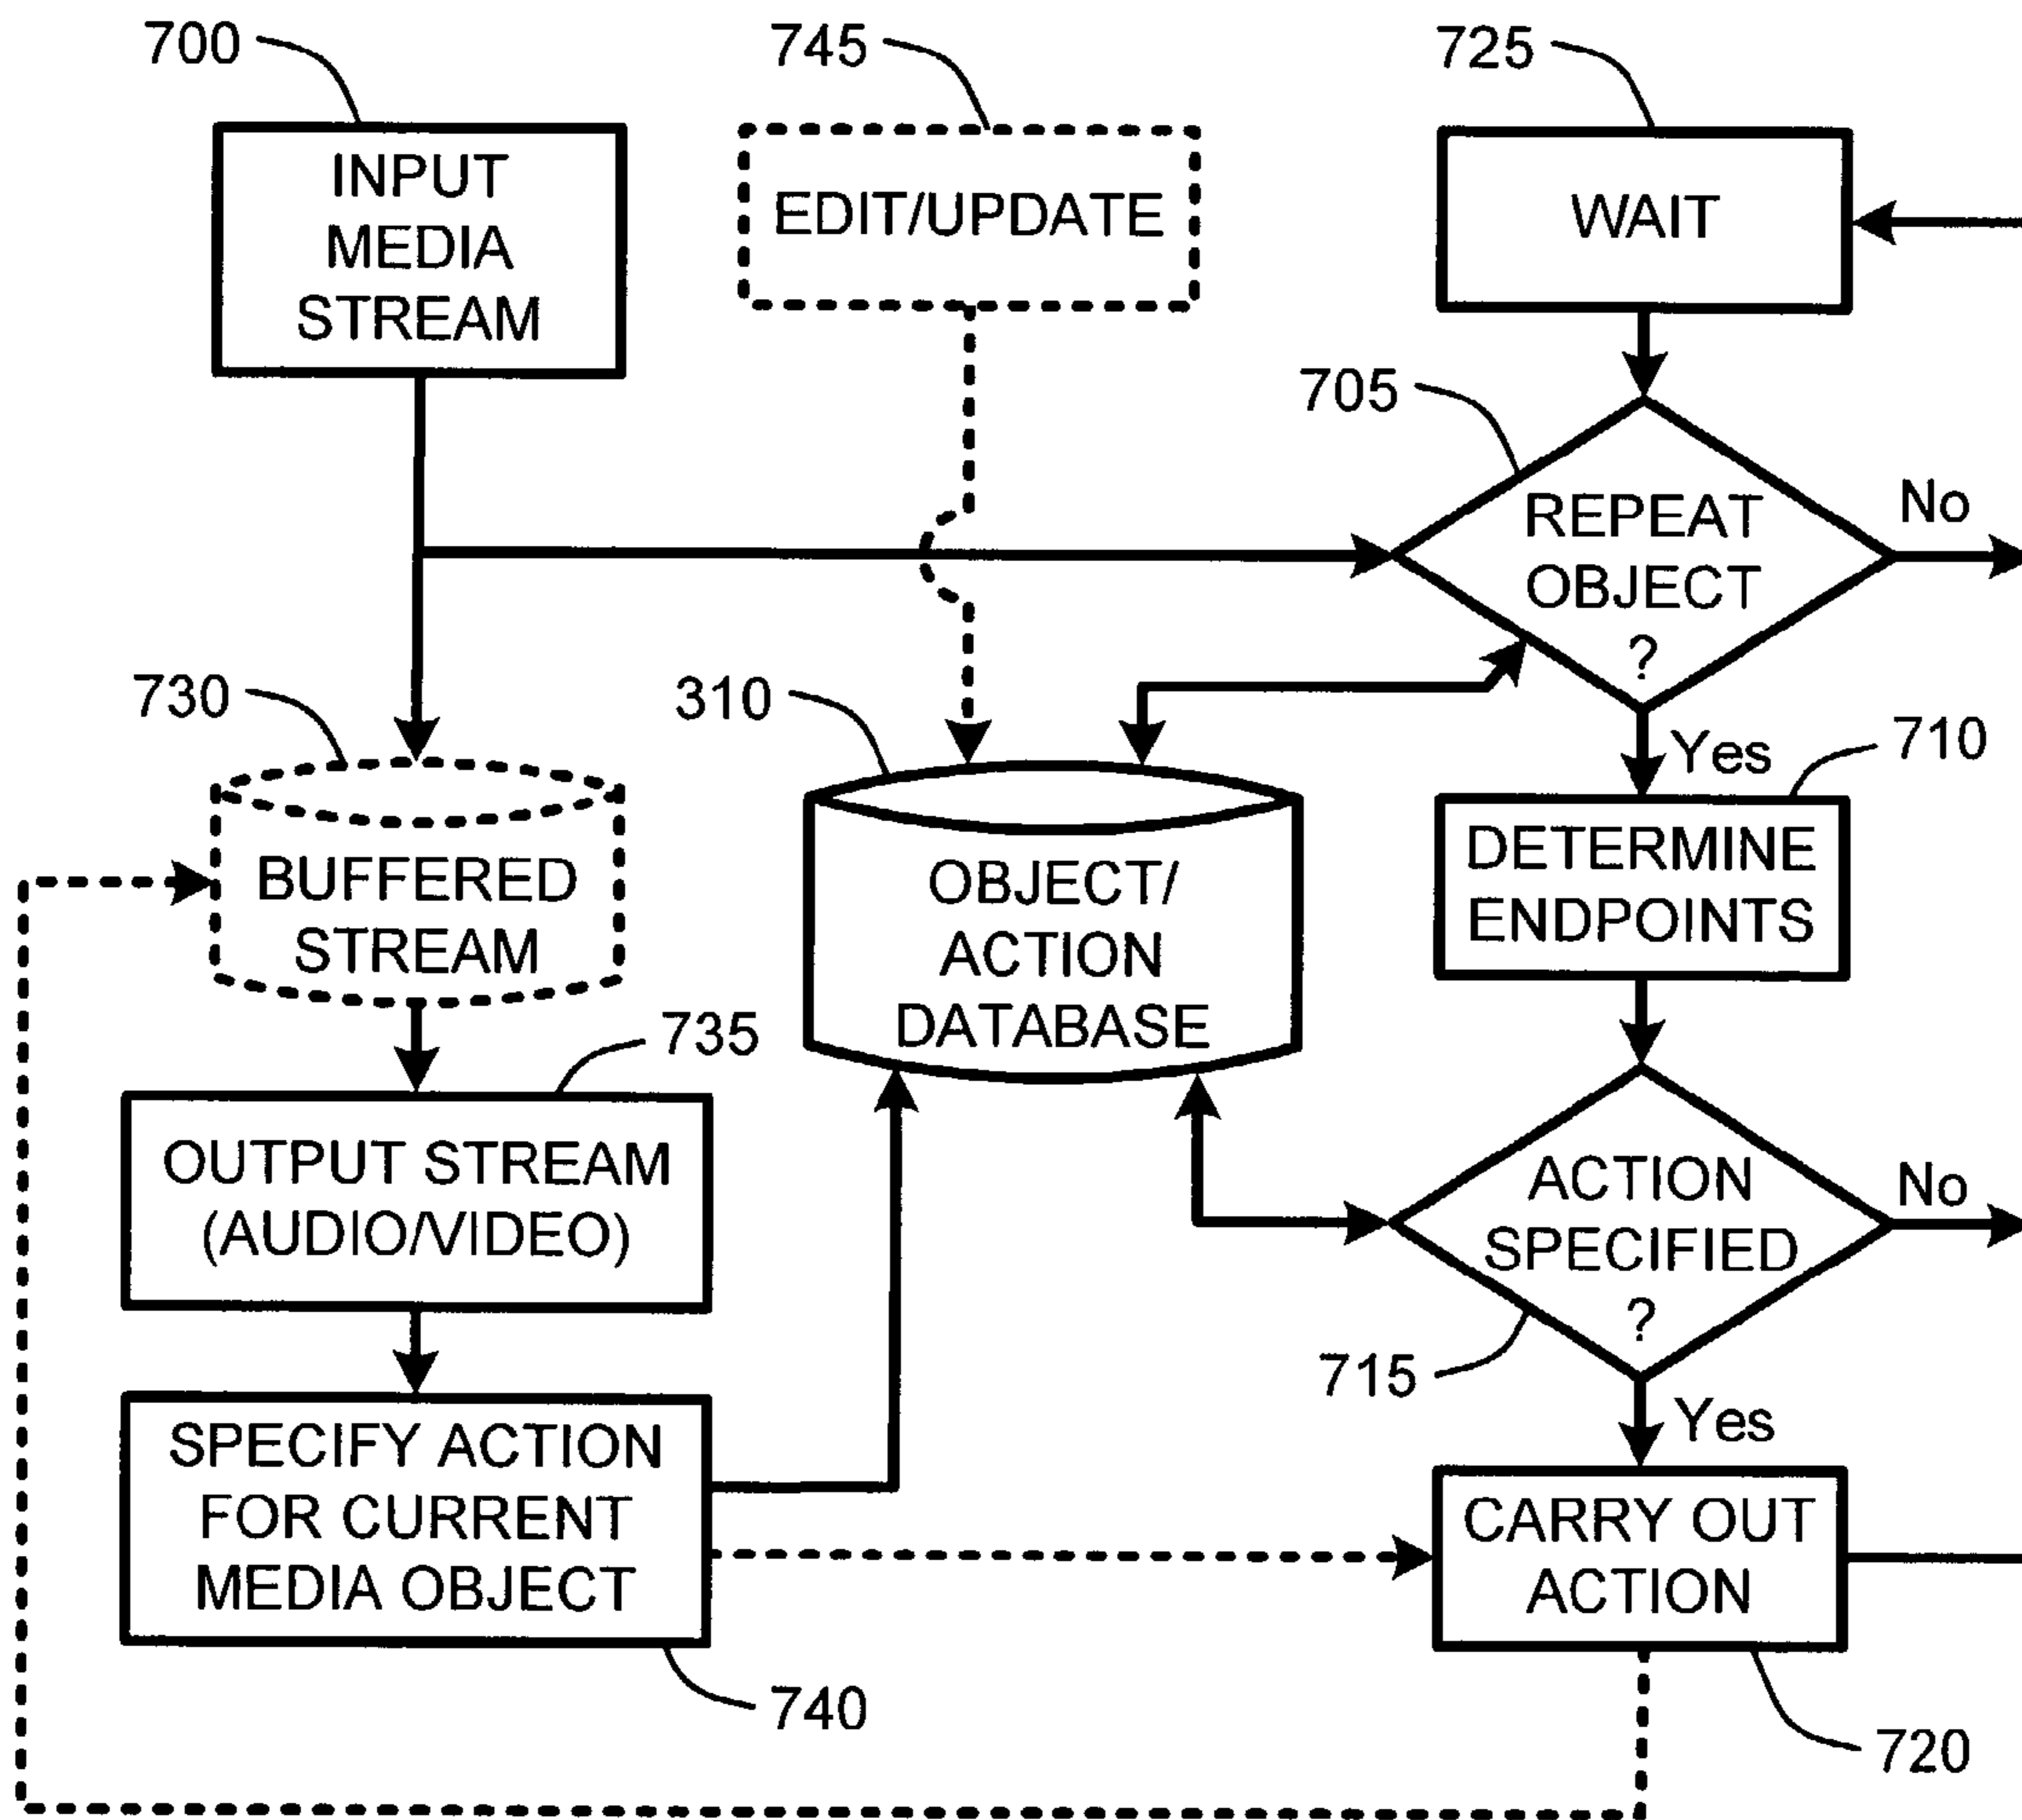 700
745
725
INPUT
MEDIA
STREAM
EDIT/UPDATE
WAIT
705
REPEAT
OBJECT
?
No
730
310
Yes
710
BUFFERED
STREAM
OBJECT/
ACTION
DATABASE
DETERMINE
ENDPOINTS
735
OUTPUT STREAM
(AUDIO/VIDEO)
ACTION
SPECIFIED
?
No
715
Yes
SPECIFY ACTION
FOR CURRENT
MEDIA OBJECT
CARRY OUT
ACTION
740
720